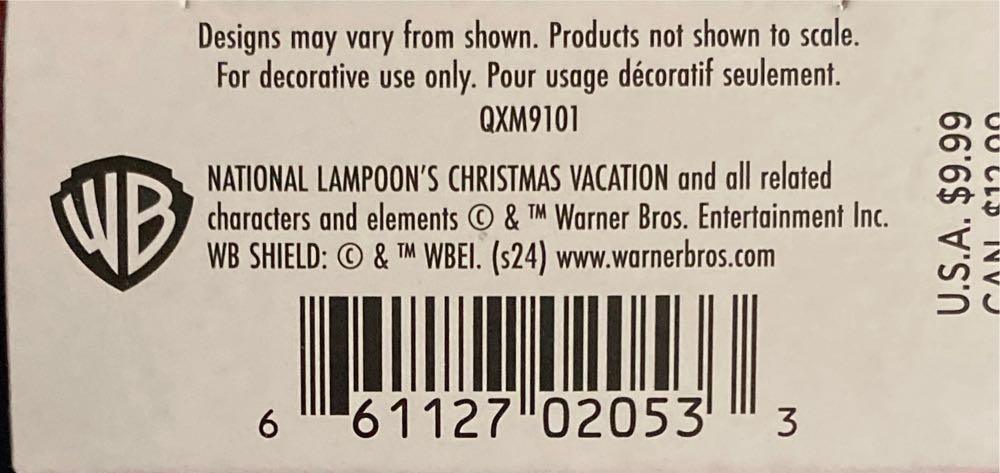 Designs may vary from shown. Products not shown to scale.
For decorative use only. Pour usage décoratif seulement.
QXM9101
WB
NATIONAL LAMPOON'S CHRISTMAS VACATION and all related
characters and elements © & ™ Warner Bros. Entertainment Inc.
WB SHIELD: © & ™ WBEI. (s24) www.warnerbros.com
6 61127 02053 3
U.S.A. $9.99
CAN.